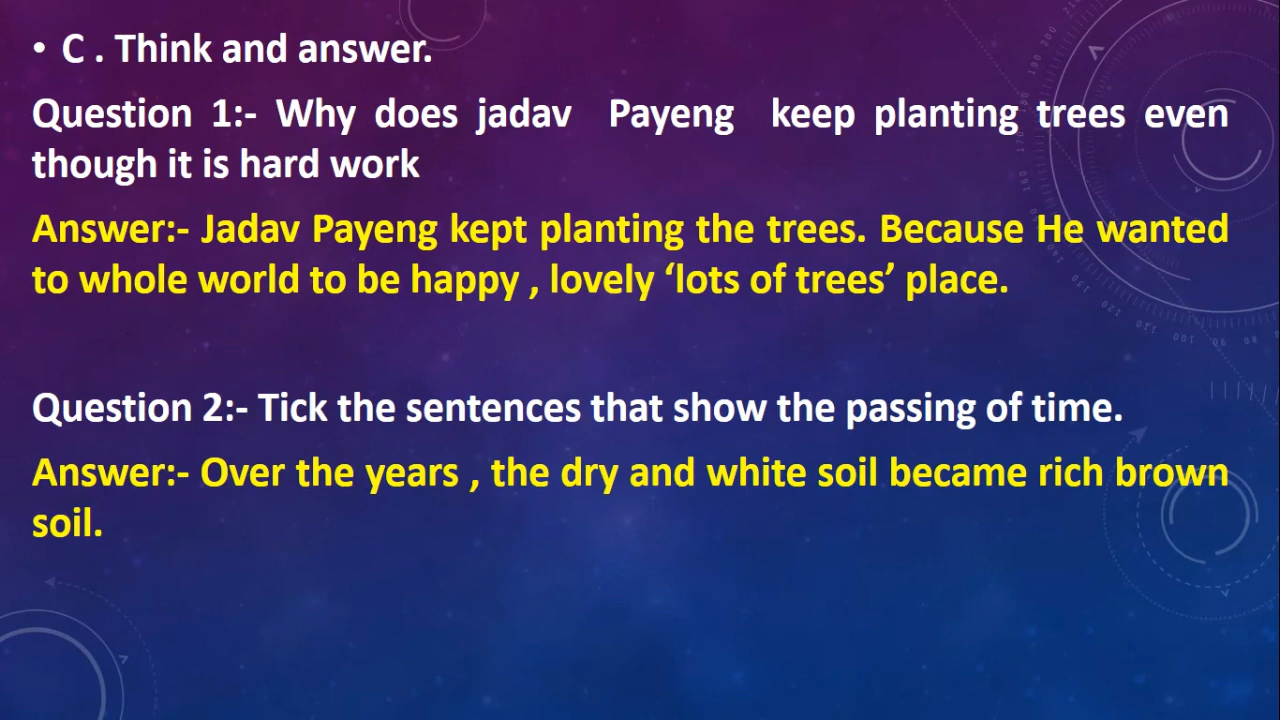 • C . Think and answer.
Question 1:- Why does jadav Payeng keep planting trees even
though it is hard work
Answer:- Jadav Payeng kept planting the trees. Because He wanted
to whole world to be happy , lovely ‘lots of trees’ place.
Question 2:- Tick the sentences that show the passing of time.
Answer:- Over the years , the dry and white soil became rich brown
soil.